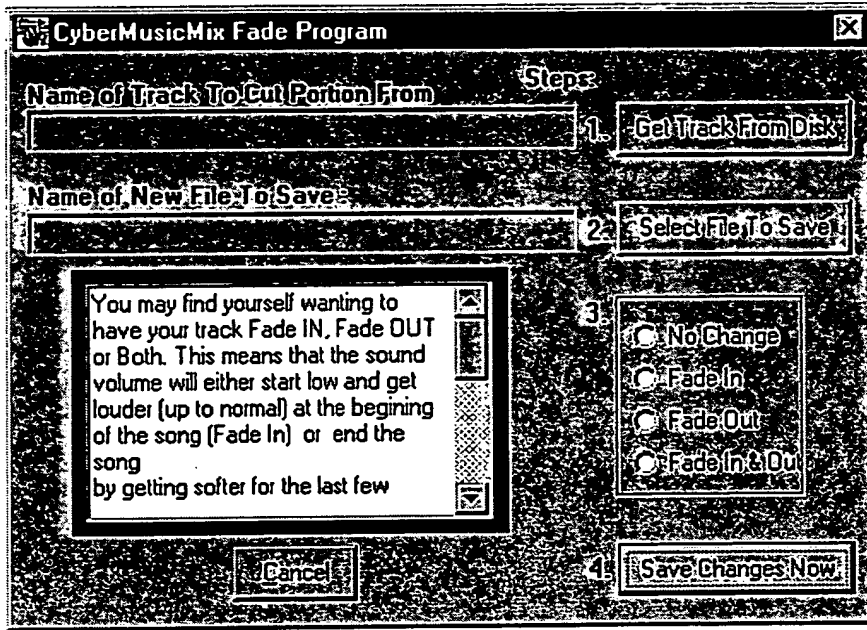 CyberMusicMix Fade Program
Steps:
Name of Track To Cut Portion From
1. Get Track From Disk
Name of New File To Save :
2. Select File To Save
You may find yourself wanting to
have your track Fade IN, Fade OUT
or Both. This means that the sound
volume will either start low and get
louder (up to normal) at the begining
of the song (Fade In) or end the
song
by getting softer for the last few
3
No Change
Fade In
Fade Out
Fade In & Out
Cancel
4. Save Changes Now